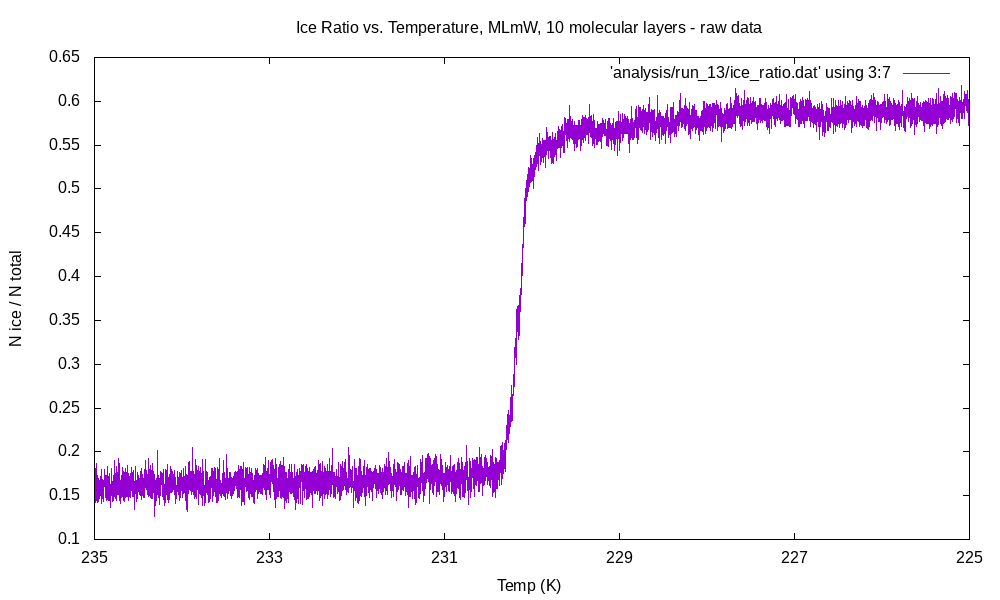 Ice Ratio vs. Temperature, MLmW, 10 molecular layers - raw data
'analysis/run_13/ice_ratio.dat' using 3:7
0.65
0.6
0.55
0.5
0.45
0.4
0.35
0.3
0.25
0.2
0.15
0.1
N ice / N total
235 233 231 229 227 225
Temp (K)